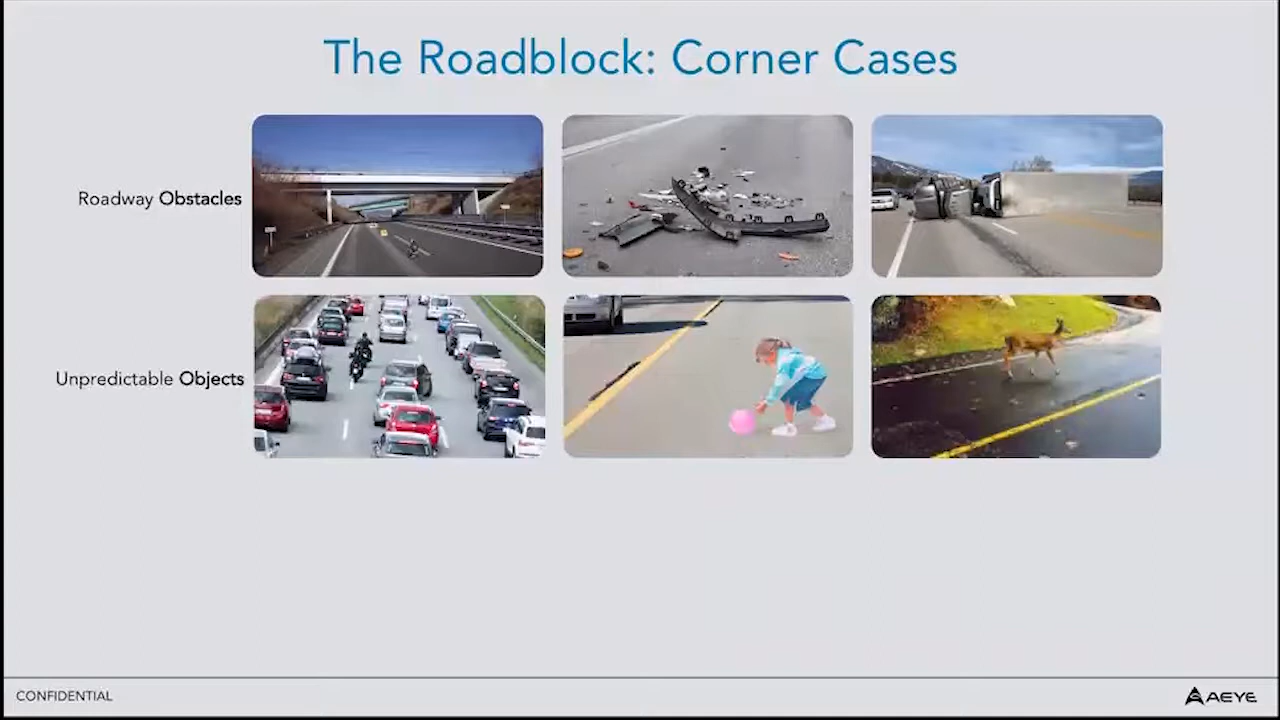 The Roadblock: Corner Cases
Roadway Obstacles
Unpredictable Objects
CONFIDENTIAL
AEYE